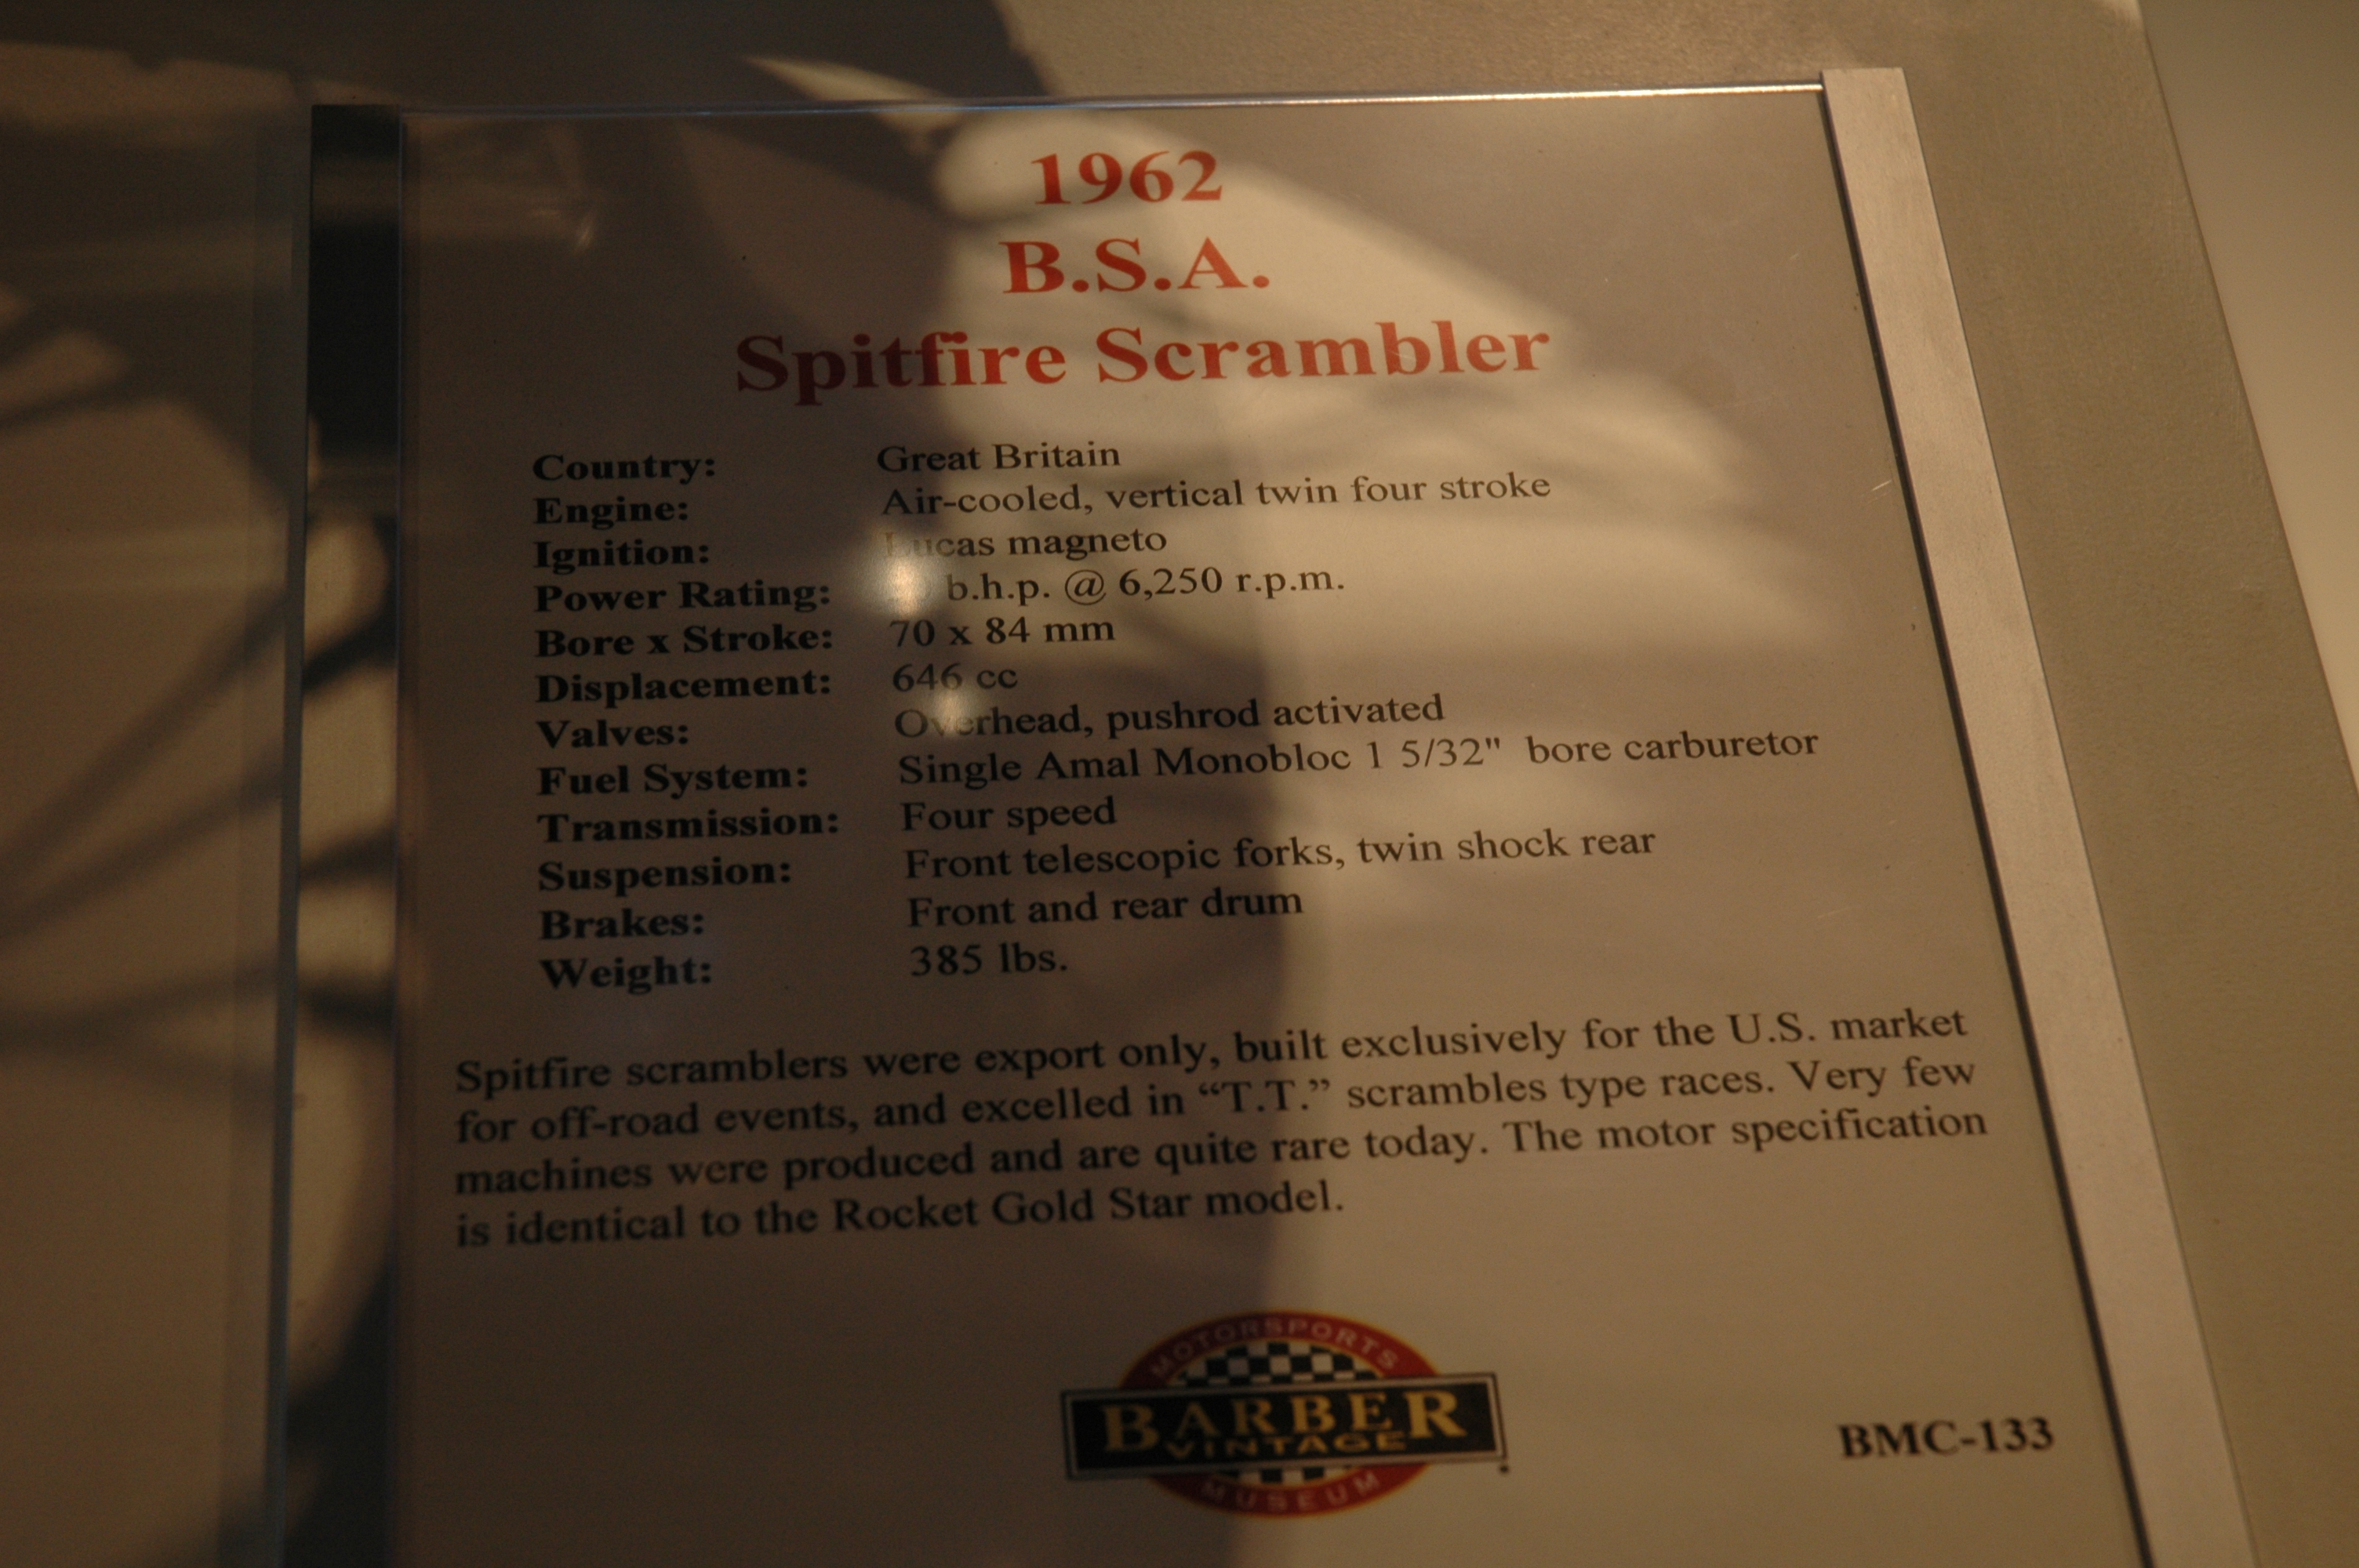 1962
B.S.A.
Spitfire Scrambler
Country: Great Britain
Engine: Air-cooled, vertical twin four stroke
Ignition: Lucas magneto
Power Rating: b.h.p. @ 6,250 r.p.m.
Bore x Stroke: 70 x 84 mm
Displacement: 646 cc
Valves: Overhead, pushrod activated
Fuel System: Single Amal Monobloc 1 5/32" bore carburetor
Transmission: Four speed
Suspension: Front telescopic forks, twin shock rear
Brakes: Front and rear drum
Weight: 385 lbs.
Spitfire scramblers were export only, built exclusively for the U.S. market
for off-road events, and excelled in “T.T.” scrambles type races. Very few
machines were produced and are quite rare today. The motor specification
is identical to the Rocket Gold Star model.
MOTORSPORTS
BARBER
VINTAGE
MUSEUM
BMC-133